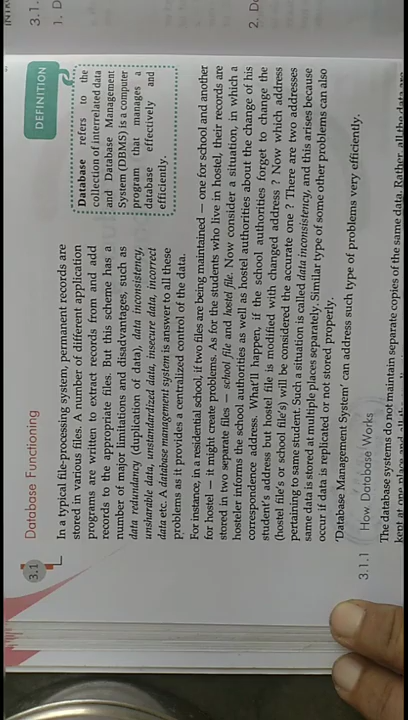 3.1 Database Functioning
In a typical file-processing system, permanent records are
stored in various files. A number of different application
programs are written to extract records from and add
records to the appropriate files. But this scheme has a
number of major limitations and disadvantages, such as
data redundancy (duplication of data), data inconsistency,
unsharable data, unstandardized data, insecure data, incorrect
data etc. A database management system is answer to all these
problems as it provides a centralized control of the data.
DEFINITION
Database refers to the
collection of interrelated data
and Database Management
System (DBMS) is a computer
program that manages a
database effectively and
efficiently.
For instance, in a residential school, if two files are being maintained — one for school and another
for hostel — it might create problems. As for the students who live in hostel, their records are
stored in two separate files — school file and hostel file. Now consider a situation, in which a
hosteler informs the school authorities as well as hostel authorities about the change of his
correspondence address. What'll happen, if the school authorities forget to change the
student's address but hostel file is modified with changed address ? Now which address
(hostel file's or school file's) will be considered the accurate one ? There are two addresses
pertaining to same student. Such a situation is called data inconsistency, and this arises because
same data is stored at multiple places separately. Similar type of some other problems can also
occur if data is replicated or not stored properly.
'Database Management System' can address such type of problems very efficiently.
3.1.1 How Database Works
The database systems do not maintain separate copies of the same data. Rather, all the data are
kept at one place and all the
3.1.
1. D
2. De